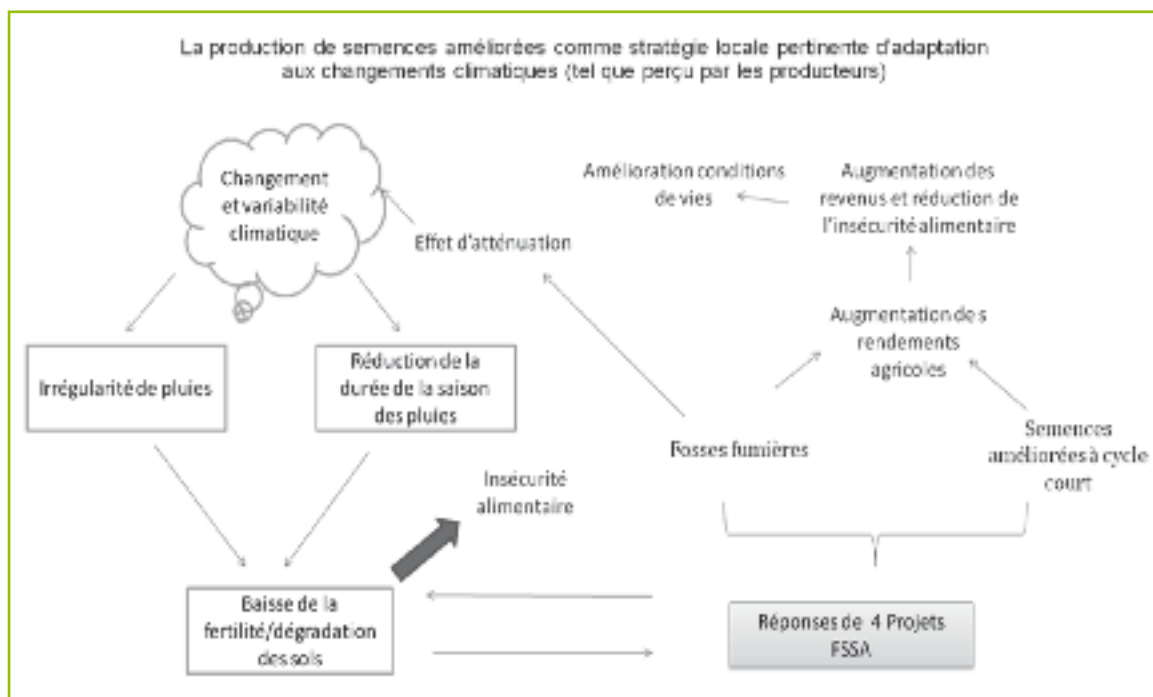 La production de semences améliorées comme stratégie locale pertinente d'adaptation
aux changements climatiques (tel que perçu par les producteurs)
Changement
et variabilité
climatique
Effet d'atténuation
Amélioration conditions
de vies
Augmentation des
revenus et réduction de
l'insécurité alimentaire
Augmentation des
rendements
agricoles
Irrégularité de pluies
Réduction de la
durée de la saison
des pluies
Fosses fumières
Semences
améliorées à cycle
court
Insécurité
alimentaire
Baisse de la
fertilité/dégradation
des sols
Réponses de 4 Projets
FSSA